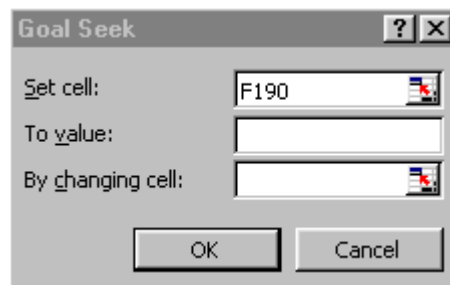 Goal Seek ? ×
Set cell: F190
To value:
By changing cell:
OK Cancel